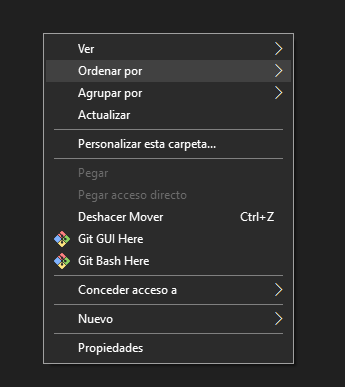 Ver
Ordenar por
Agrupar por
Actualizar
Personalizar esta carpeta...
Pegar
Pegar acceso directo
Deshacer Mover Ctrl+Z
Git GUI Here
Git Bash Here
Conceder acceso a
Nuevo
Propiedades